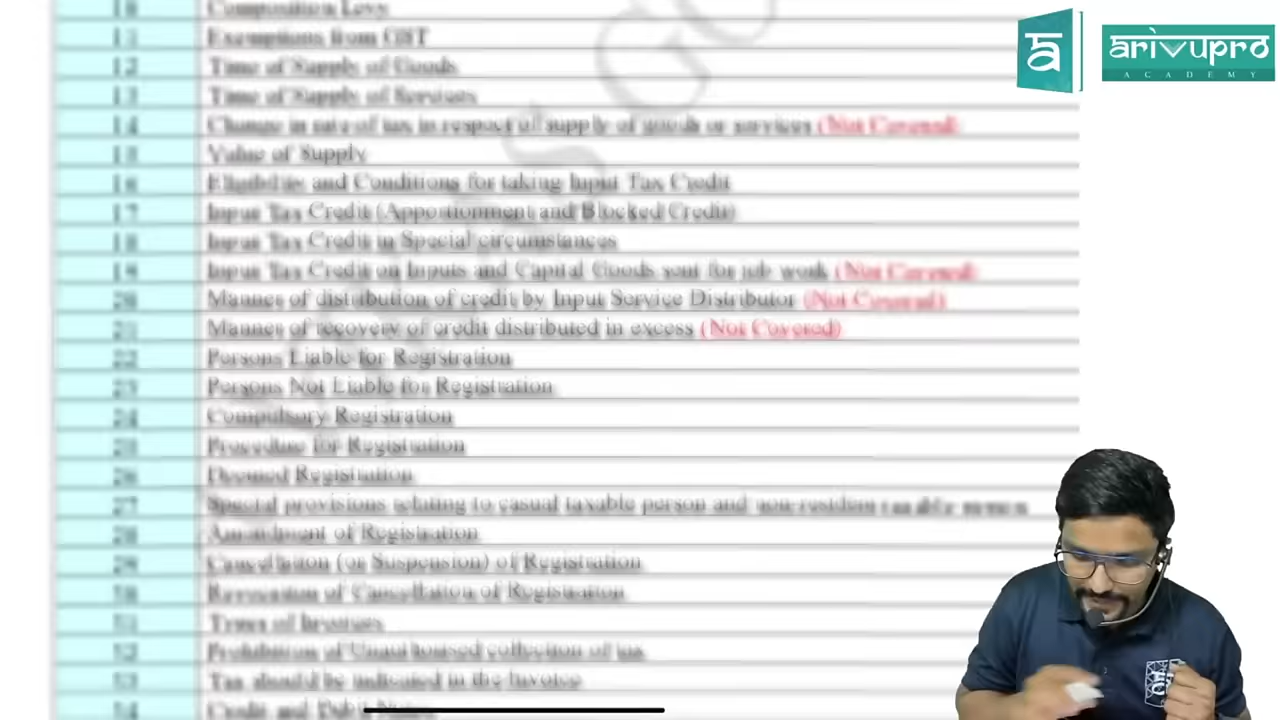 10 Composition Levy
11 Exemptions from GST
12 Time of Supply of Goods
13 Time of Supply of Services
14 Change in rate of tax in respect of supply of goods or services (Not Covered)
15 Value of Supply
16 Eligibility and Conditions for taking Input Tax Credit
17 Input Tax Credit (Apportionment and Blocked Credit)
18 Input Tax Credit in Special circumstances
19 Input Tax Credit on Inputs and Capital Goods sent for job work (Not Covered)
20 Manner of distribution of credit by Input Service Distributor (Not Covered)
21 Manner of recovery of credit distributed in excess (Not Covered)
22 Persons Liable for Registration
23 Persons Not Liable for Registration
24 Compulsory Registration
25 Procedure for Registration
26 Deemed Registration
27 Special provisions relating to casual taxable person and non-resident taxable person
28 Amendment of Registration
29 Cancellation (or Suspension) of Registration
30 Revocation of Cancellation of Registration
31 Types of Invoices
32 Prohibition of Unauthorised collection of tax
33 Tax should be indicated in the Invoice
34 Credit and Debit Notes
arivupro
ACADEMY